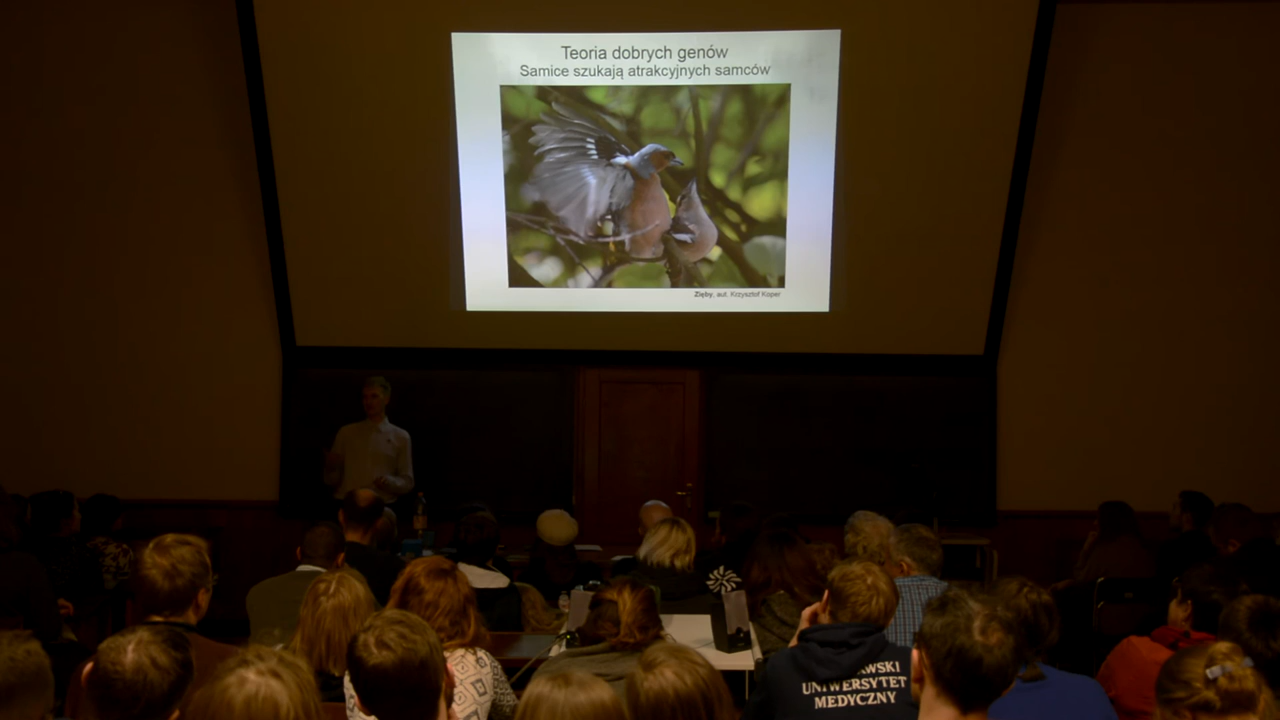 Teoria dobrych genów
Samice szukają atrakcyjnych samców
Zięby, aut. Krzysztof Koper
UNIWERSYTET
MEDYCZNY